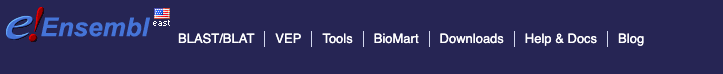 e!Ensembl east
BLAST/BLAT | VEP | Tools | BioMart | Downloads | Help & Docs | Blog